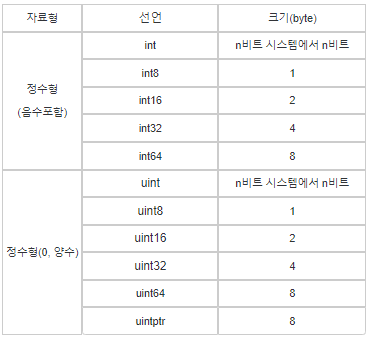 자료형 선언 크기(byte)
int n비트 시스템에서 n비트
int8 1
정수형
(음수포함)
int16 2
int32 4
int64 8
uint n비트 시스템에서 n비트
uint8 1
uint16 2
정수형(0, 양수)
uint32 4
uint64 8
uintptr 8